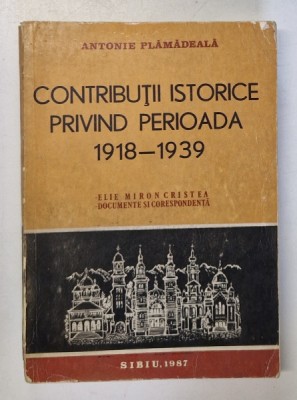 ANTONIE PLĂMĂDEALĂ
CONTRIBUŢII ISTORICE
PRIVIND PERIOADA
1918—1939
ELIE MIRON CRISTEA
DOCUMENTE ŞI CORESPONDENŢĂ
SIBIU, 1987